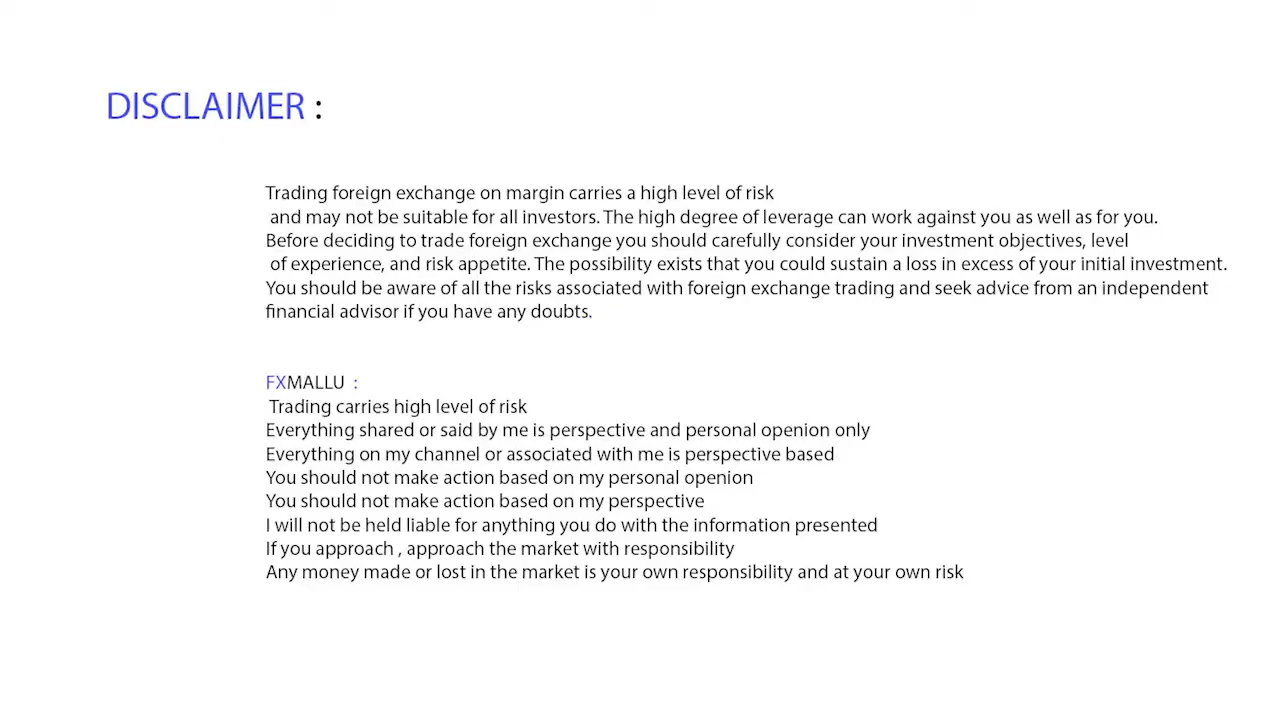 DISCLAIMER :
Trading foreign exchange on margin carries a high level of risk
and may not be suitable for all investors. The high degree of leverage can work against you as well as for you.
Before deciding to trade foreign exchange you should carefully consider your investment objectives, level
of experience, and risk appetite. The possibility exists that you could sustain a loss in excess of your initial investment.
You should be aware of all the risks associated with foreign exchange trading and seek advice from an independent
financial advisor if you have any doubts.
FXMALLU :
Trading carries high level of risk
Everything shared or said by me is perspective and personal openion only
Everything on my channel or associated with me is perspective based
You should not make action based on my personal openion
You should not make action based on my perspective
I will not be held liable for anything you do with the information presented
If you approach , approach the market with responsibility
Any money made or lost in the market is your own responsibility and at your own risk